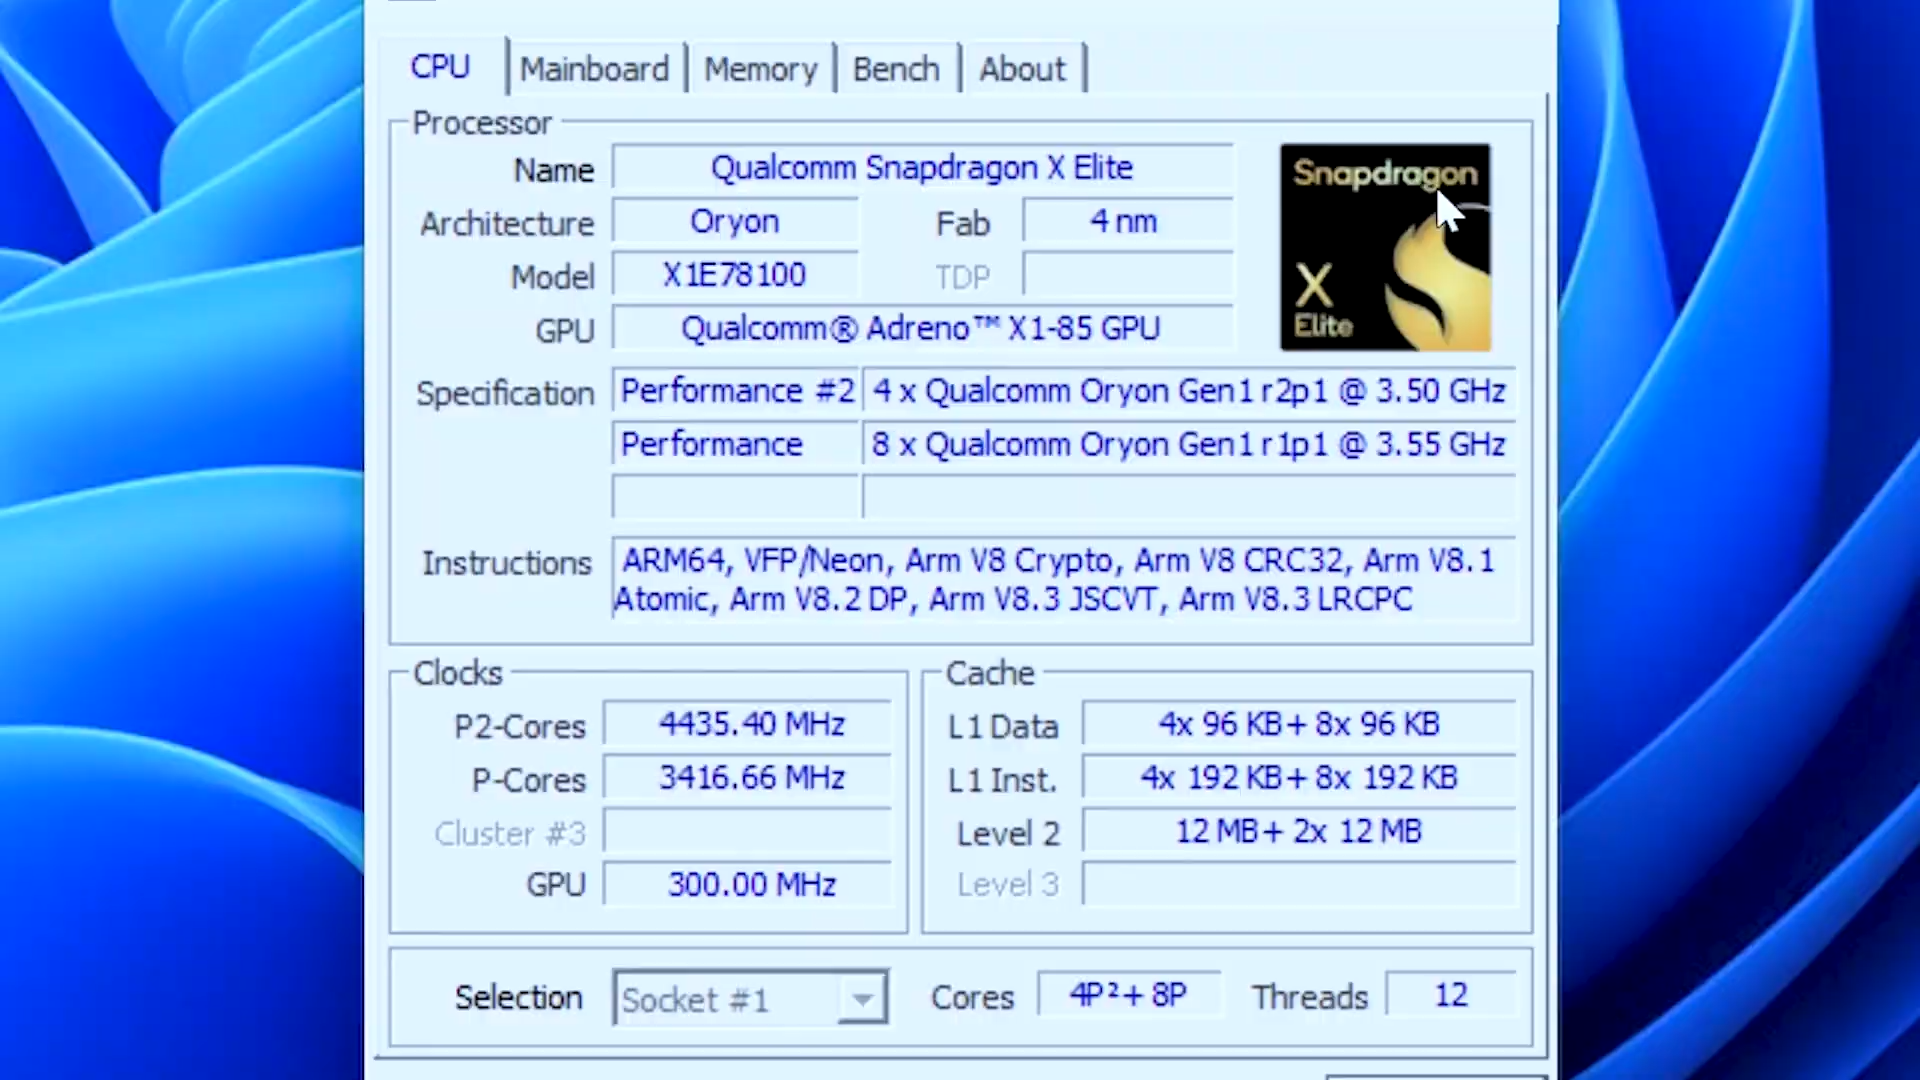 CPU Mainboard Memory Bench About
Processor
Name Qualcomm Snapdragon X Elite
Snapdragon
X
Elite
Architecture Oryon Fab 4 nm
Model X1E78100 TDP
GPU Qualcomm® Adreno™ X1-85 GPU
Specification Performance #2 4 x Qualcomm Oryon Gen1 r2p1 @ 3.50 GHz
Performance 8 x Qualcomm Oryon Gen1 r1p1 @ 3.55 GHz
Instructions ARM64, VFP/Neon, Arm V8 Crypto, Arm V8 CRC32, Arm V8.1
Atomic, Arm V8.2 DP, Arm V8.3 JSCVT, Arm V8.3 LRCPC
Clocks
P2-Cores 4435.40 MHz
P-Cores 3416.66 MHz
Cluster #3
GPU 300.00 MHz
Cache
L1 Data 4x 96 KB + 8x 96 KB
L1 Inst. 4x 192 KB + 8x 192 KB
Level 2 12 MB + 2x 12 MB
Level 3
Selection Socket #1 Cores 4P² + 8P Threads 12